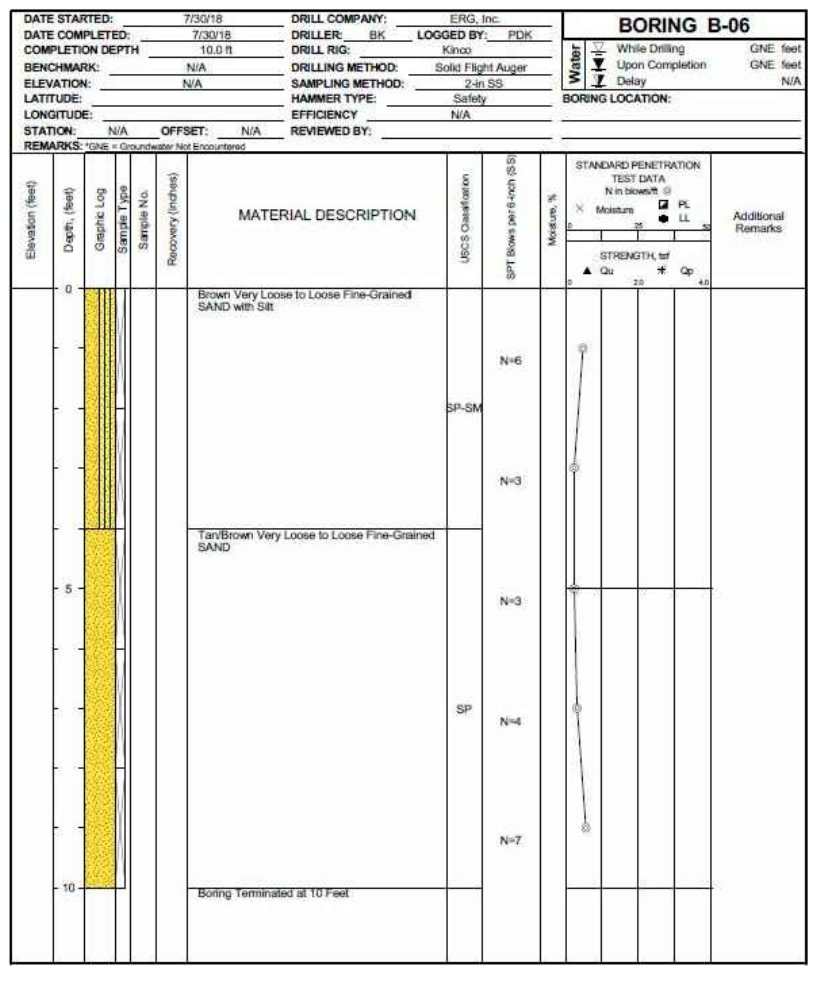 DATE STARTED: 7/30/18 DRILL COMPANY: ERG, Inc. BORING B-06
DATE COMPLETED: 7/30/18 DRILLER: BK LOGGED BY: PDK
COMPLETION DEPTH 10.0 ft DRILL RIG: Kinco Water While Drilling GNE feet
BENCHMARK: N/A DRILLING METHOD: Solid Flight Auger Upon Completion GNE feet
ELEVATION: N/A SAMPLING METHOD: 2-in SS Delay N/A
LATITUDE: HAMMER TYPE: Safety BORING LOCATION:
LONGITUDE: EFFICIENCY N/A
STATION: N/A OFFSET: N/A REVIEWED BY:
REMARKS: *GNE = Groundwater Not Encountered
Elevation (feet)
Depth, (feet)
Graphic Log
Sample Type
Sample No.
Recovery (inches)
MATERIAL DESCRIPTION
USCS Classification
SPT Blows per 6-inch (SS)
Moisture, %
STANDARD PENETRATION
TEST DATA
N in blows/ft
Moisture PL
LL
0 25 50
STRENGTH, tsf
Qu Qp
0 2.0 4.0
Additional
Remarks
0
Brown Very Loose to Loose Fine-Grained
SAND with Silt
N=6
SP-SM
N=3
Tan/Brown Very Loose to Loose Fine-Grained
SAND
5
N=3
SP
N=4
N=7
10
Boring Terminated at 10 Feet